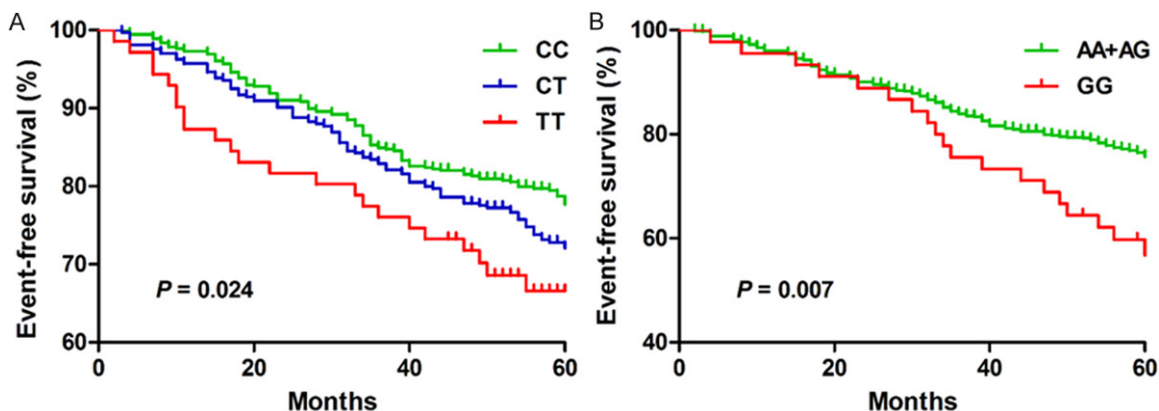 A
Event-free survival (%)
100
90
80
70
60
CC
CT
TT
P = 0.024
0
20
40
60
Months
B
Event-free survival (%)
100
80
60
40
AA+AG
GG
P = 0.007
0
20
40
60
Months